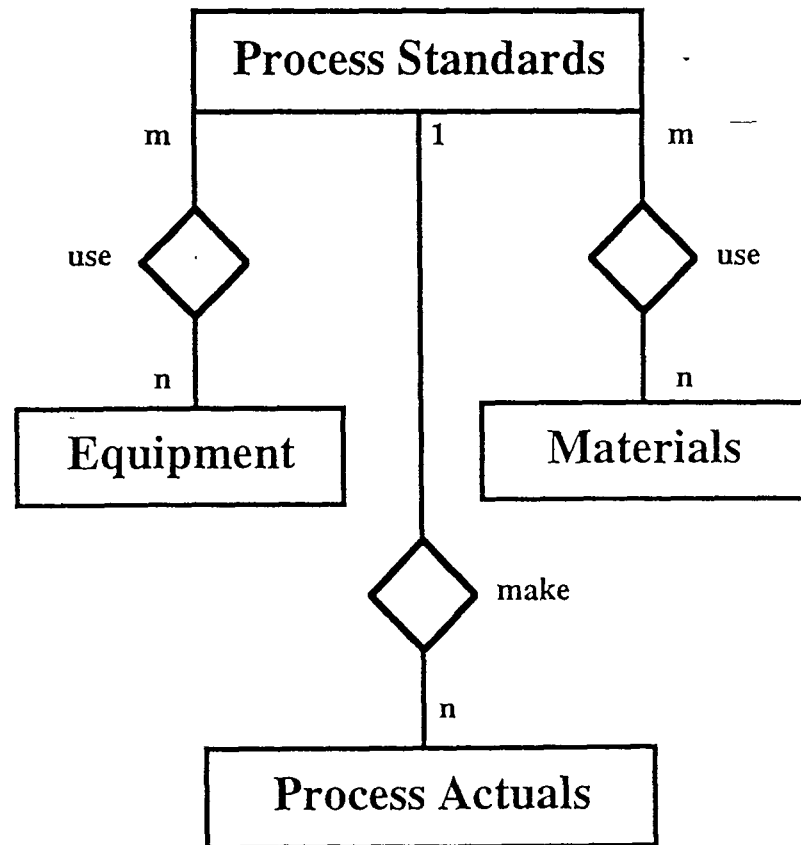 Process Standards
m 1 m
use use
n n
Equipment Materials
make
n
Process Actuals